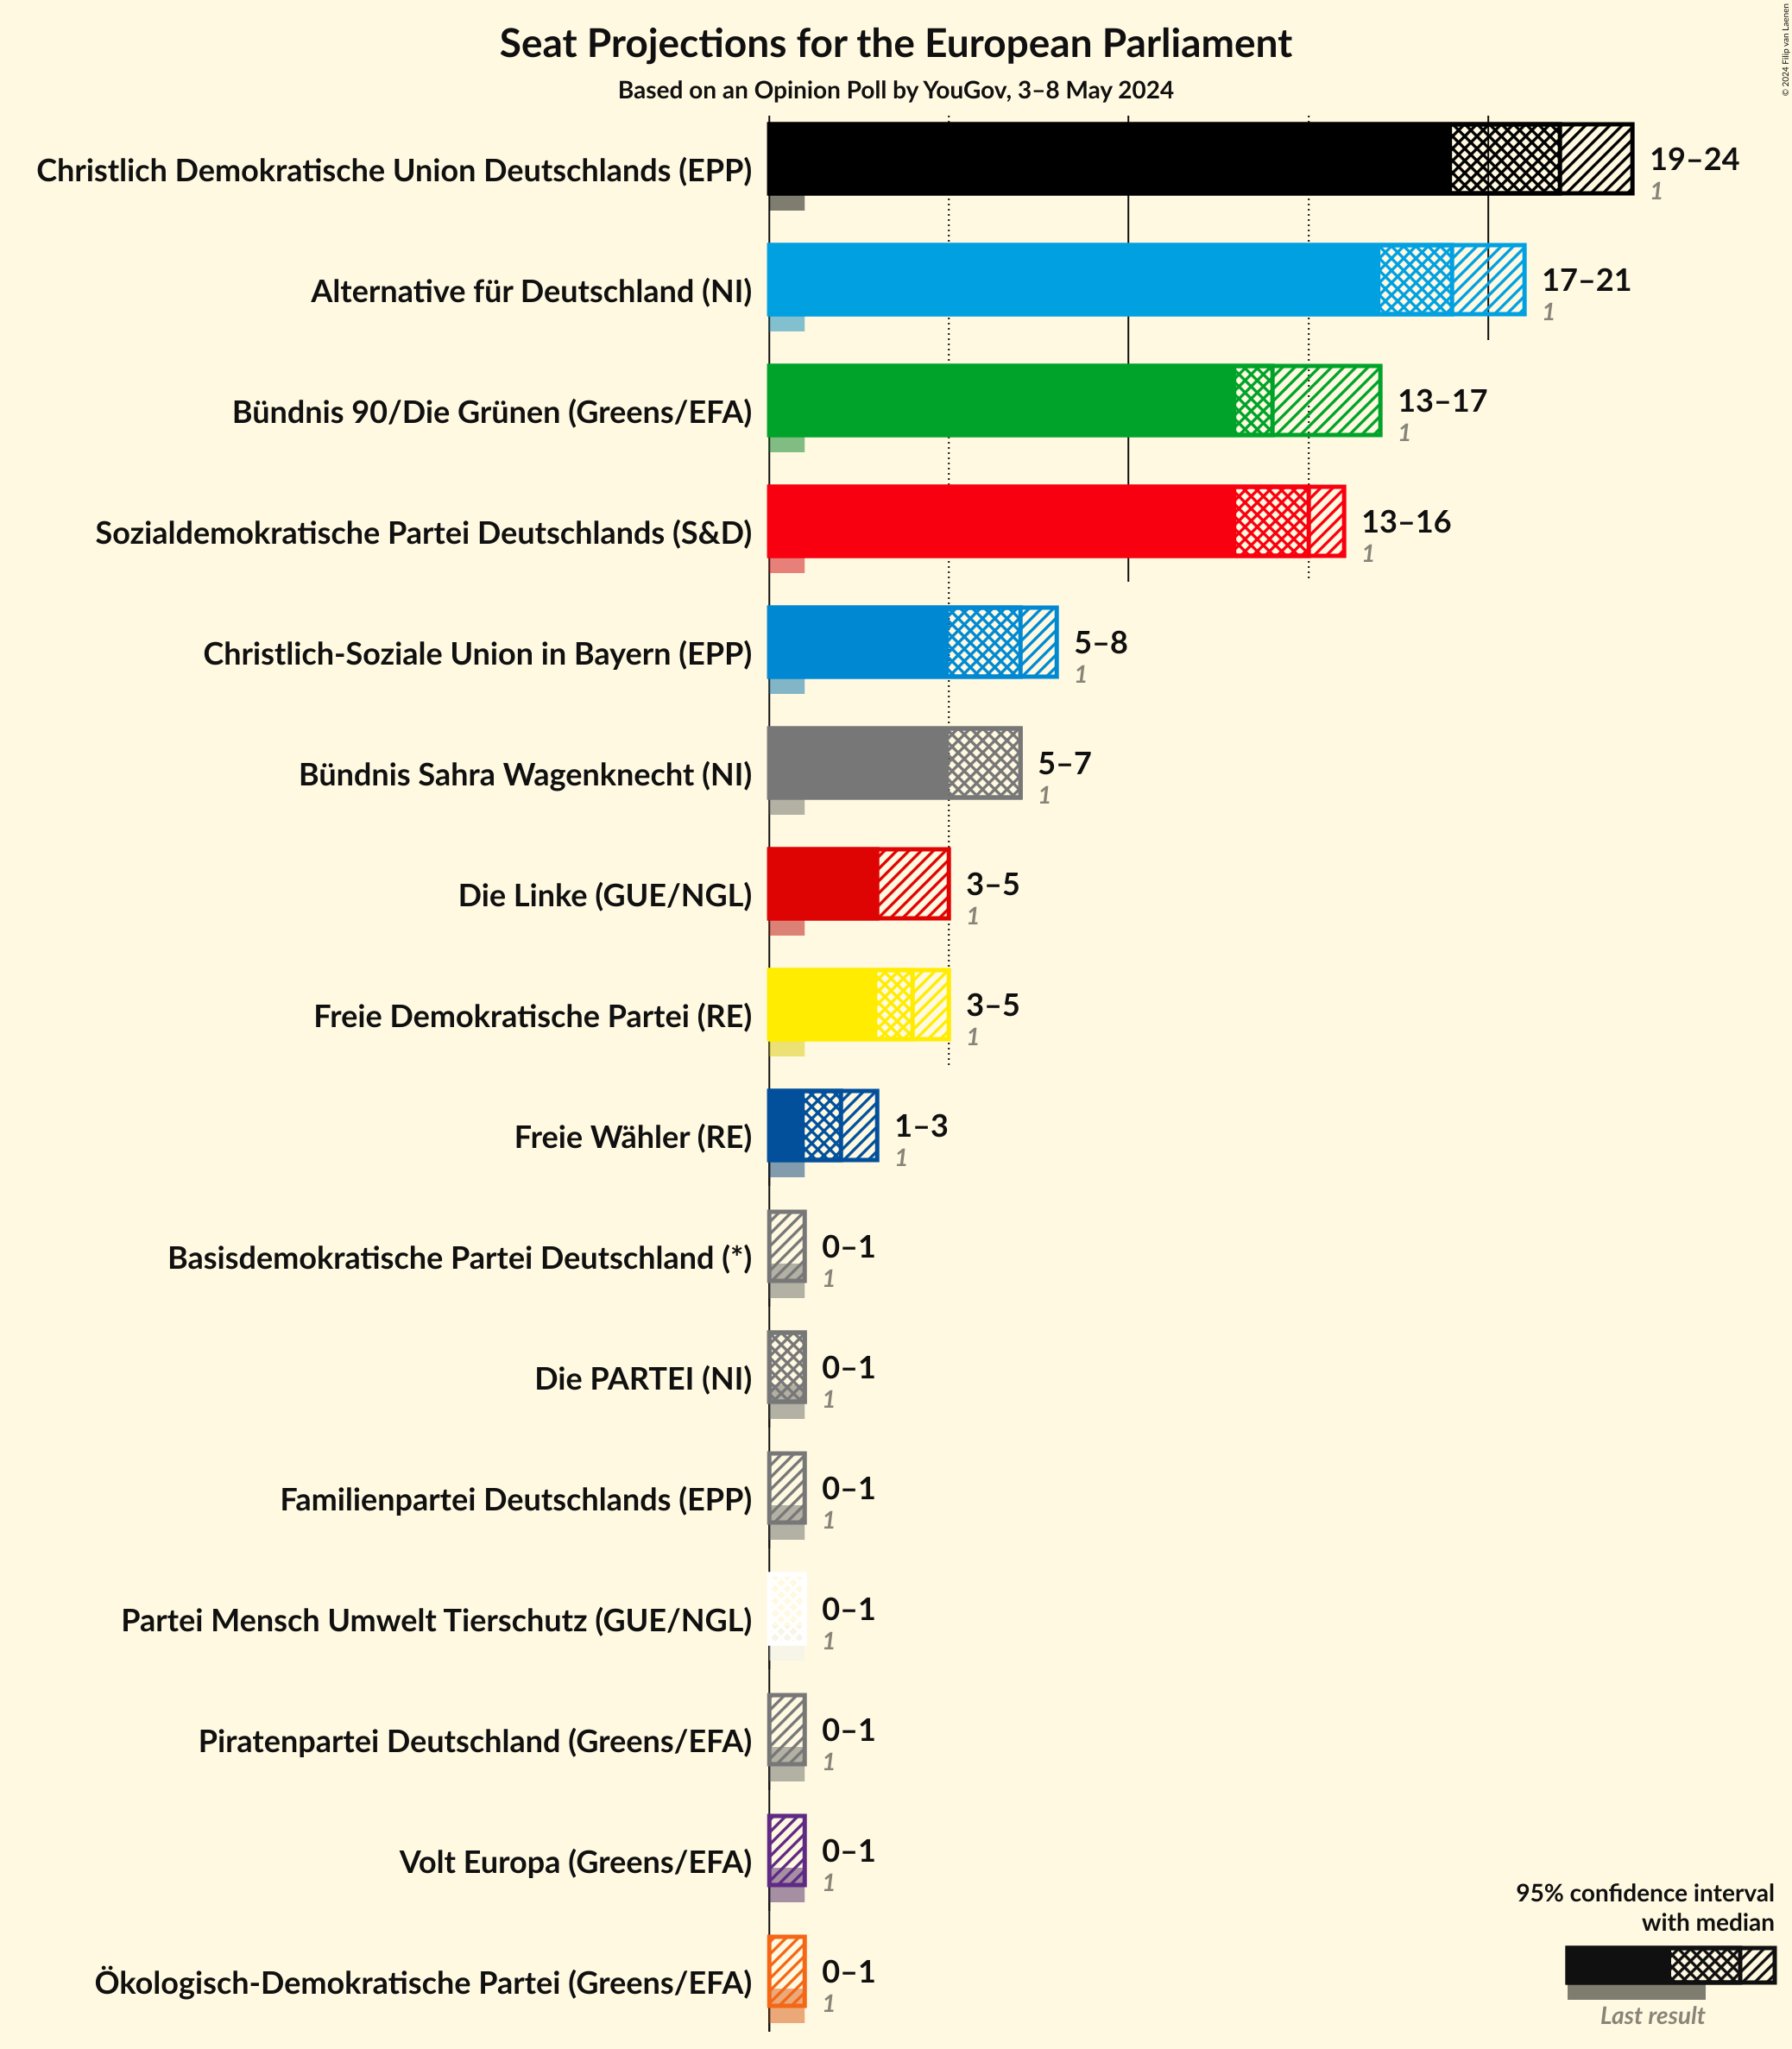 Seat Projections for the European Parliament
Based on an Opinion Poll by YouGov, 3–8 May 2024
© 2024 Filip van Laenen
Christlich Demokratische Union Deutschlands (EPP)
19–24
1
Alternative für Deutschland (NI)
17–21
1
Bündnis 90/Die Grünen (Greens/EFA)
13–17
1
Sozialdemokratische Partei Deutschlands (S&D)
13–16
1
Christlich-Soziale Union in Bayern (EPP)
5–8
1
Bündnis Sahra Wagenknecht (NI)
5–7
1
Die Linke (GUE/NGL)
3–5
1
Freie Demokratische Partei (RE)
3–5
1
Freie Wähler (RE)
1–3
1
Basisdemokratische Partei Deutschland (*)
0–1
1
Die PARTEI (NI)
0–1
1
Familienpartei Deutschlands (EPP)
0–1
1
Partei Mensch Umwelt Tierschutz (GUE/NGL)
0–1
1
Piratenpartei Deutschland (Greens/EFA)
0–1
1
Volt Europa (Greens/EFA)
0–1
1
Ökologisch-Demokratische Partei (Greens/EFA)
0–1
1
95% confidence interval
with median
Last result